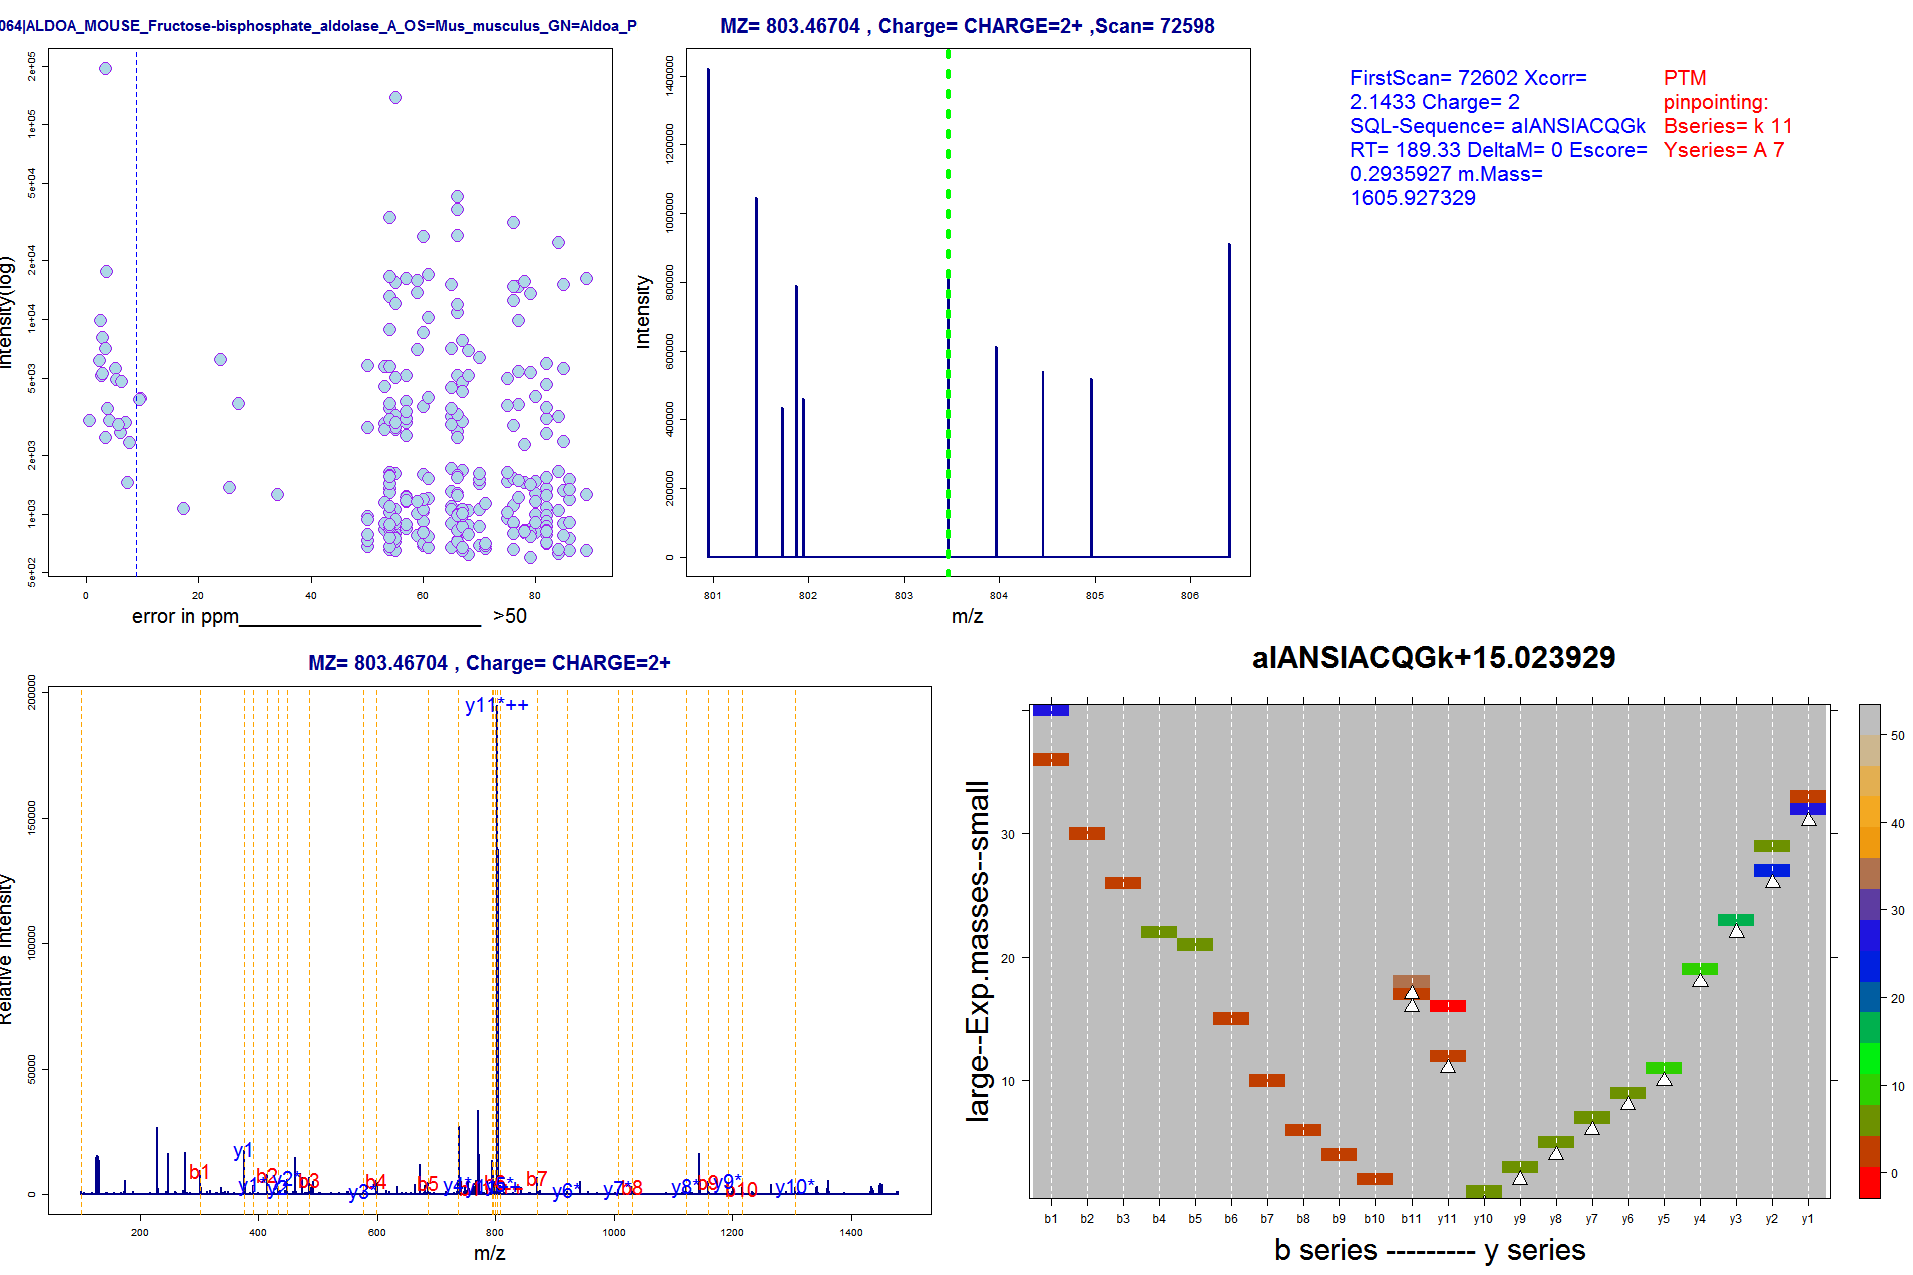 064|ALDOA_MOUSE_Fructose-bisphosphate_aldolase_A_OS=Mus_musculus_GN=Aldoa_P
Intensity(log)
5e+02 1e+03 2e+03 5e+03 1e+04 2e+04 5e+04 1e+05 2e+05
0 20 40 60 80
error in ppm______________________ >50
MZ= 803.46704 , Charge= CHARGE=2+ ,Scan= 72598
Intensity
0 200000 400000 600000 800000 1000000 1200000 1400000
801 802 803 804 805 806
m/z
FirstScan= 72602 Xcorr=
2.1433 Charge= 2
SQL-Sequence= aIANSIACQGk
RT= 189.33 DeltaM= 0 Escore=
0.2935927 m.Mass=
1605.927329
PTM
pinpointing:
Bseries= k 11
Yseries= A 7
MZ= 803.46704 , Charge= CHARGE=2+
Relative Intensity
0 50000 100000 150000 200000
y11*++
y1
b1 b2 b3 b4 b5 b7 b8 b9 b10
y1* y2* y3* y6* y7* y8* y9* y10*
200 400 600 800 1000 1200 1400
m/z
aIANSIACQGk+15.023929
large--Exp.masses--small
10 20 30
b1 b2 b3 b4 b5 b6 b7 b8 b9 b10 b11 y11 y10 y9 y8 y7 y6 y5 y4 y3 y2 y1
b series --------- y series
50
40
30
20
10
0